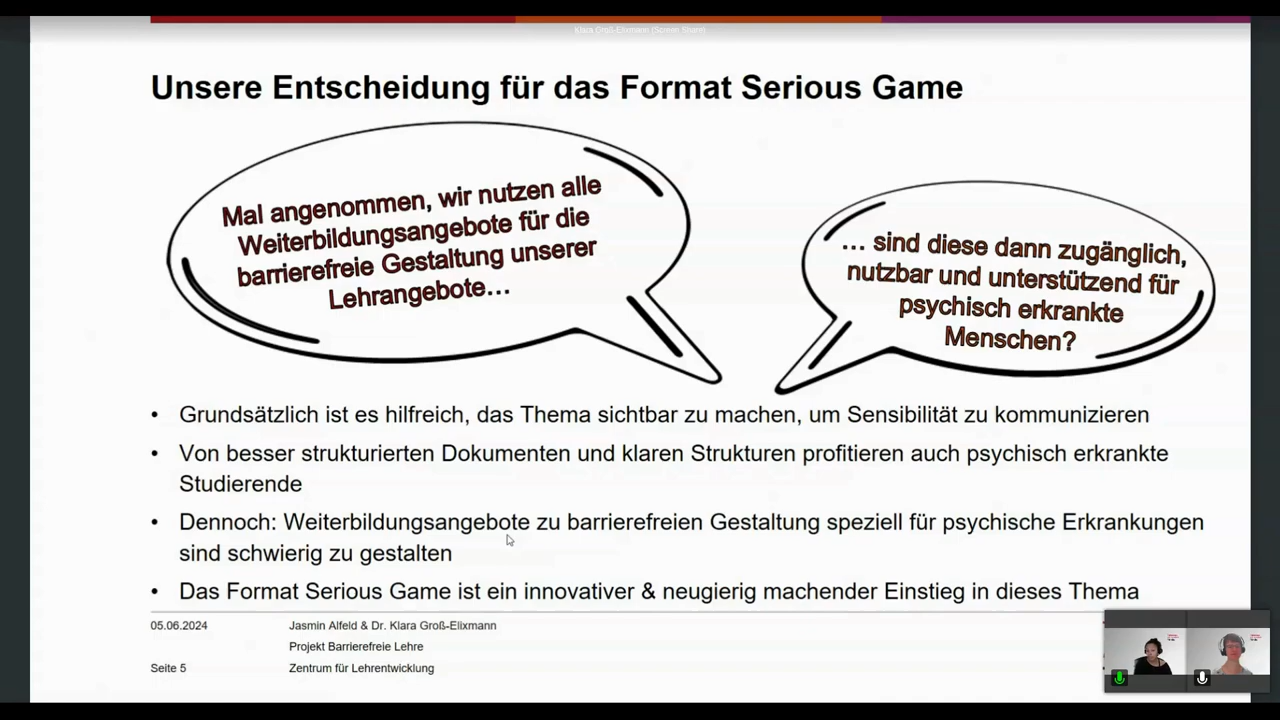 Klara Groß-Elixmann (Screen Share)
Unsere Entscheidung für das Format Serious Game
Mal angenommen, wir nutzen alle
Weiterbildungsangebote für die
barrierefreie Gestaltung unserer
Lehrangebote…
… sind diese dann zugänglich,
nutzbar und unterstützend für
psychisch erkrankte
Menschen?
• Grundsätzlich ist es hilfreich, das Thema sichtbar zu machen, um Sensibilität zu kommunizieren
• Von besser strukturierten Dokumenten und klaren Strukturen profitieren auch psychisch erkrankte
Studierende
• Dennoch: Weiterbildungsangebote zu barrierefreien Gestaltung speziell für psychische Erkrankungen
sind schwierig zu gestalten
• Das Format Serious Game ist ein innovativer & neugierig machender Einstieg in dieses Thema
05.06.2024
Jasmin Alfeld & Dr. Klara Groß-Elixmann
Projekt Barrierefreie Lehre
Seite 5
Zentrum für Lehrentwicklung